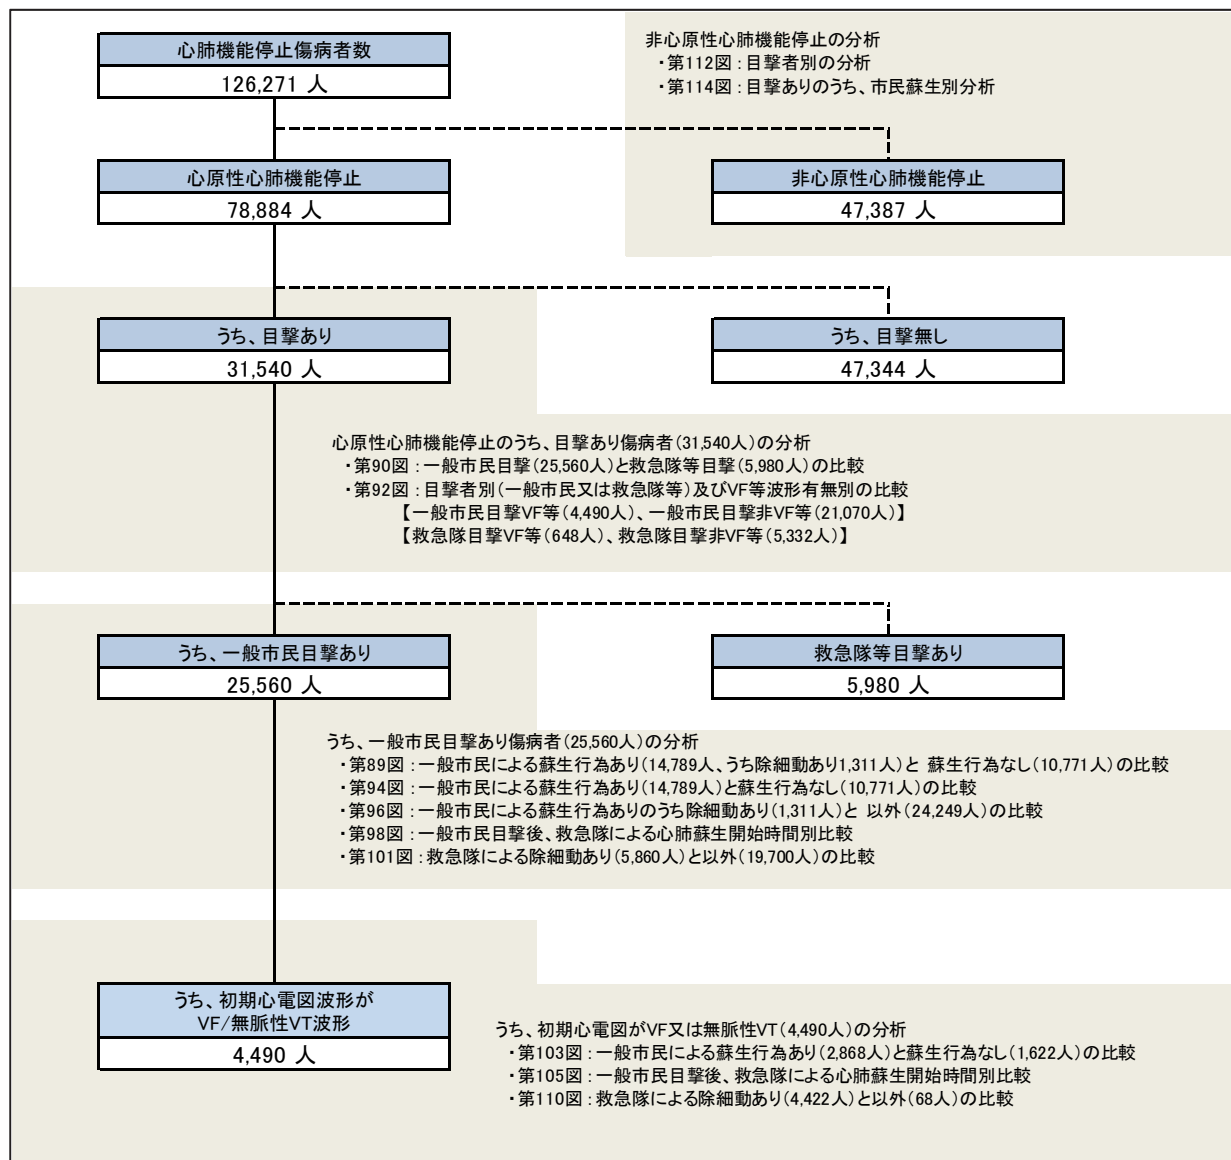 心肺機能停止傷病者数
126,271 人
非心原性心肺機能停止の分析
・第112図：目撃者別の分析
・第114図：目撃ありのうち、市民蘇生別分析
心原性心肺機能停止
78,884 人
非心原性心肺機能停止
47,387 人
うち、目撃あり
31,540 人
うち、目撃無し
47,344 人
心原性心肺機能停止のうち、目撃あり傷病者(31,540人)の分析
・第90図：一般市民目撃(25,560人)と救急隊等目撃(5,980人)の比較
・第92図：目撃者別(一般市民又は救急隊等)及びVF等波形有無別の比較
【一般市民目撃VF等(4,490人)、一般市民目撃非VF等(21,070人)】
【救急隊目撃VF等(648人)、救急隊目撃非VF等(5,332人)】
うち、一般市民目撃あり
25,560 人
救急隊等目撃あり
5,980 人
うち、一般市民目撃あり傷病者(25,560人)の分析
・第89図：一般市民による蘇生行為あり(14,789人、うち除細動あり1,311人)と 蘇生行為なし(10,771人)の比較
・第94図：一般市民による蘇生行為あり(14,789人)と蘇生行為なし(10,771人)の比較
・第96図：一般市民による蘇生行為ありのうち除細動あり(1,311人)と 以外(24,249人)の比較
・第98図：一般市民目撃後、救急隊による心肺蘇生開始時間別比較
・第101図：救急隊による除細動あり(5,860人)と以外(19,700人)の比較
うち、初期心電図波形が
VF/無脈性VT波形
4,490 人
うち、初期心電図がVF又は無脈性VT(4,490人)の分析
・第103図：一般市民による蘇生行為あり(2,868人)と蘇生行為なし(1,622人)の比較
・第105図：一般市民目撃後、救急隊による心肺蘇生開始時間別比較
・第110図：救急隊による除細動あり(4,422人)と以外(68人)の比較